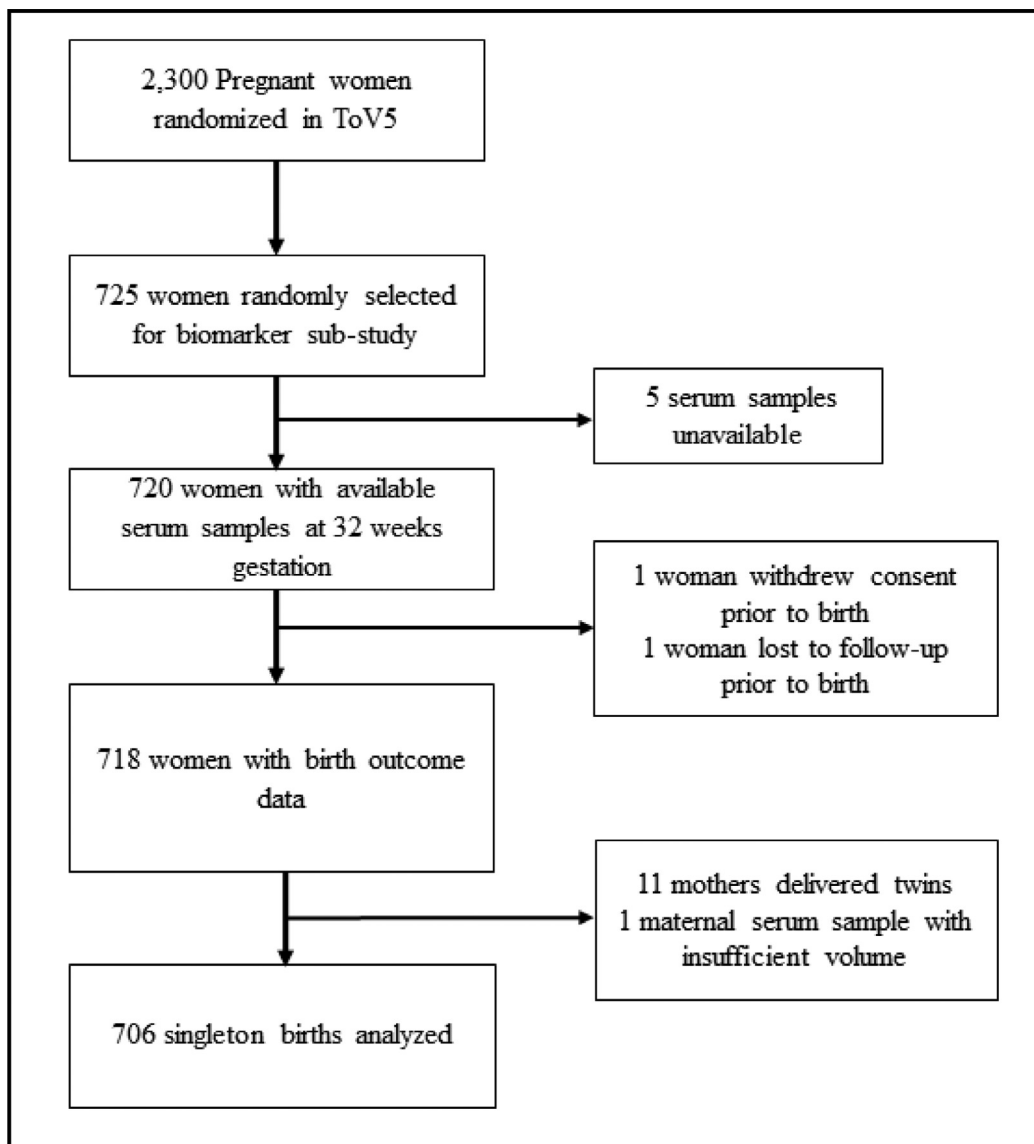 2,300 Pregnant women
randomized in ToV5
725 women randomly selected
for biomarker sub-study
5 serum samples
unavailable
720 women with available
serum samples at 32 weeks
gestation
1 woman withdrew consent
prior to birth
1 woman lost to follow-up
prior to birth
718 women with birth outcome
data
11 mothers delivered twins
1 maternal serum sample with
insufficient volume
706 singleton births analyzed